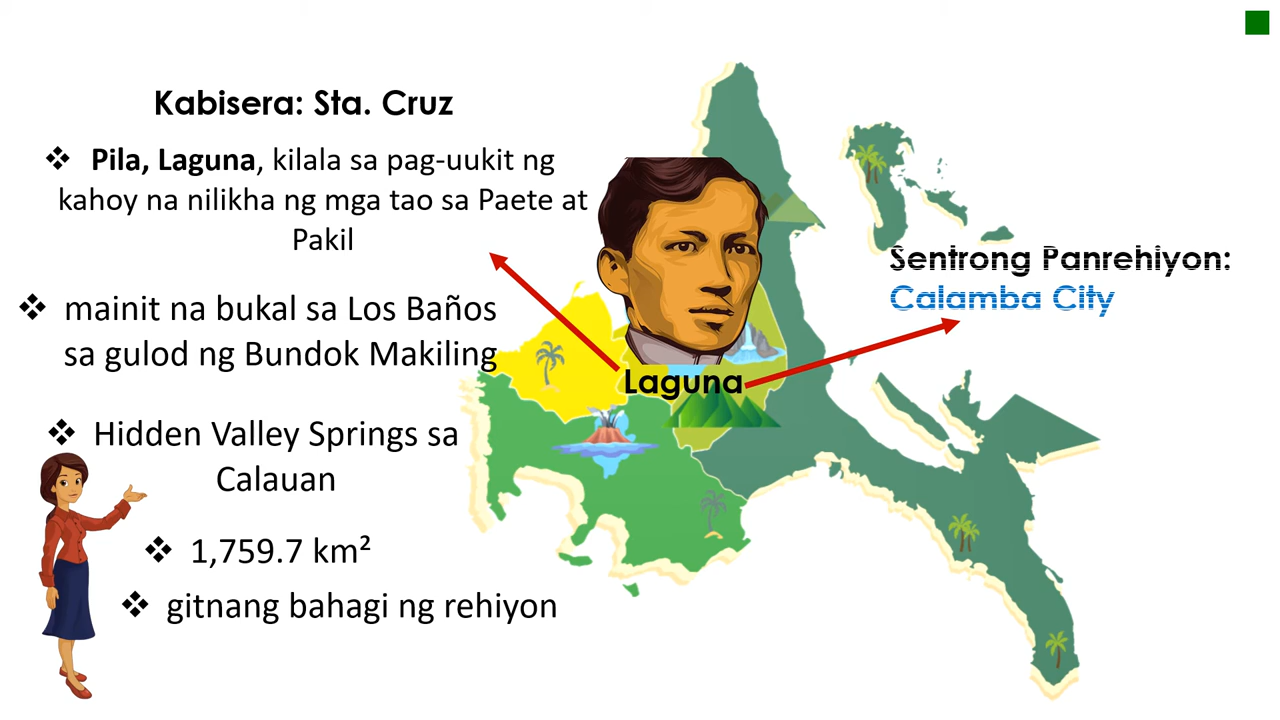 Kabisera: Sta. Cruz
❖ Pila, Laguna, kilala sa pag-uukit ng
kahoy na nilikha ng mga tao sa Paete at
Pakil
❖ mainit na bukal sa Los Baños
sa gulod ng Bundok Makiling
❖ Hidden Valley Springs sa
Calauan
❖ 1,759.7 km²
❖ gitnang bahagi ng rehiyon
Laguna
Sentrong Panrehiyon:
Calamba City